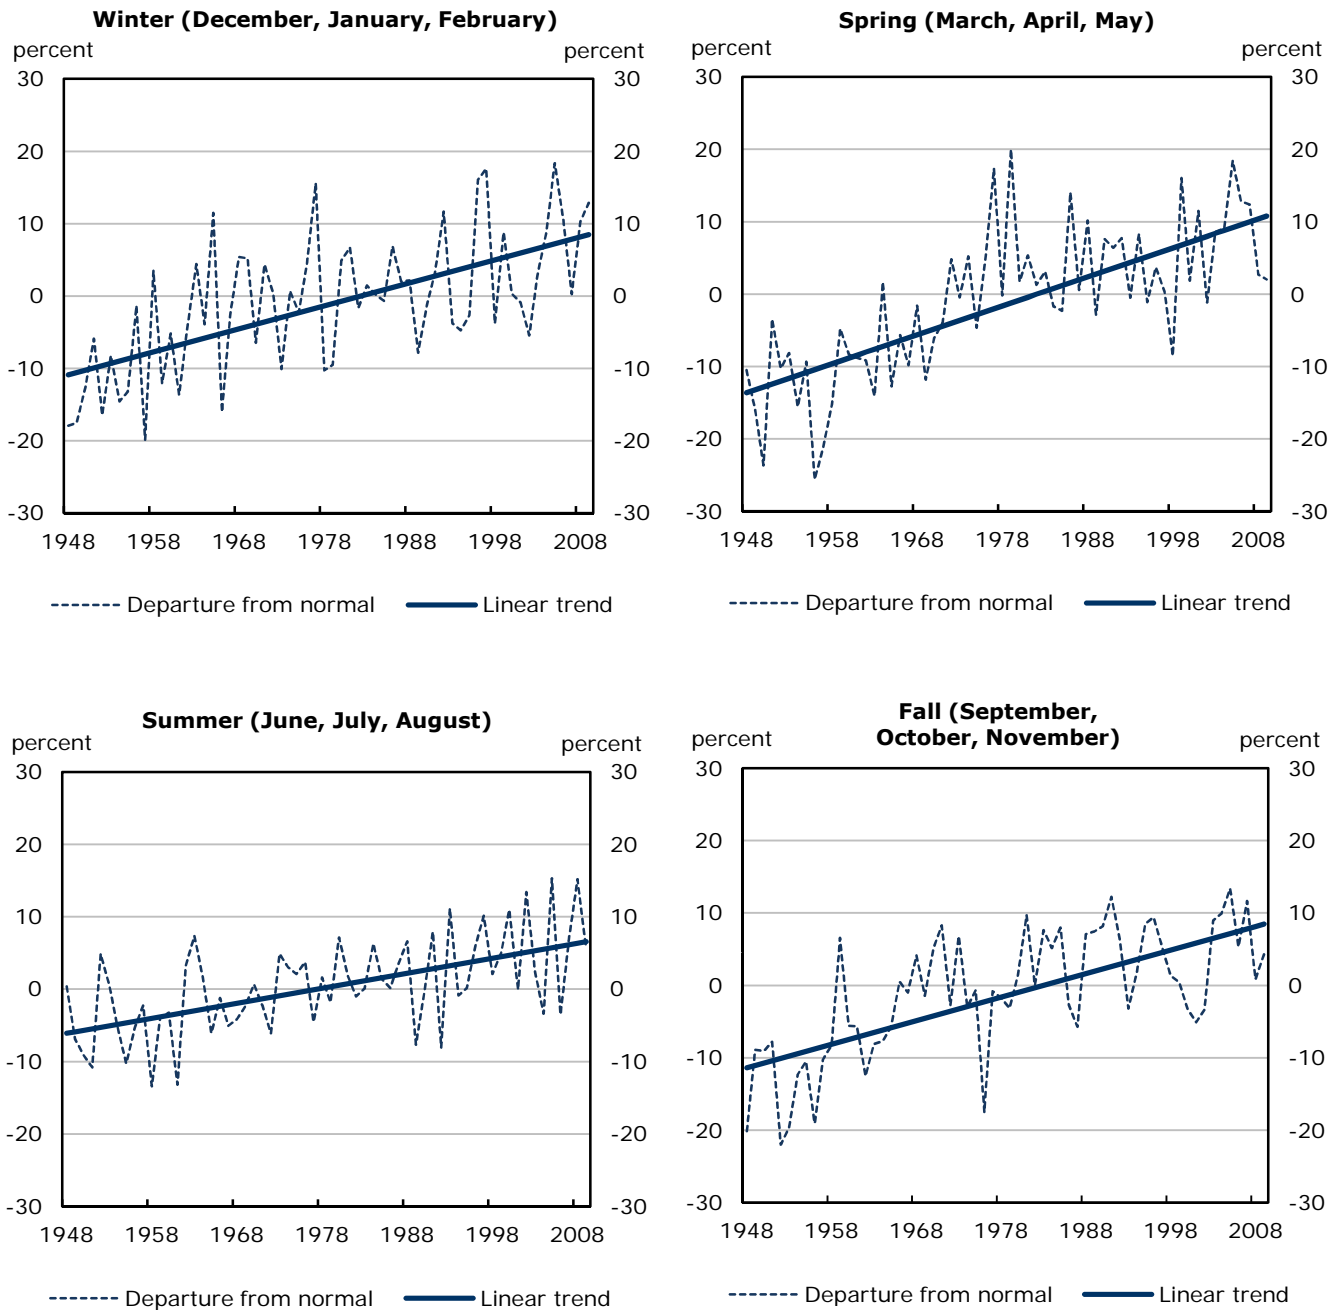 Winter (December, January, February)
percent percent
30 30
20 20
10 10
0 0
-10 -10
-20 -20
-30 -30
1948 1958 1968 1978 1988 1998 2008
Departure from normal Linear trend
Spring (March, April, May)
percent percent
30 30
20 20
10 10
0 0
-10 -10
-20 -20
-30 -30
1948 1958 1968 1978 1988 1998 2008
Departure from normal Linear trend
Summer (June, July, August)
percent percent
30 30
20 20
10 10
0 0
-10 -10
-20 -20
-30 -30
1948 1958 1968 1978 1988 1998 2008
Departure from normal Linear trend
Fall (September,
October, November)
percent percent
30 30
20 20
10 10
0 0
-10 -10
-20 -20
-30 -30
1948 1958 1968 1978 1988 1998 2008
Departure from normal Linear trend